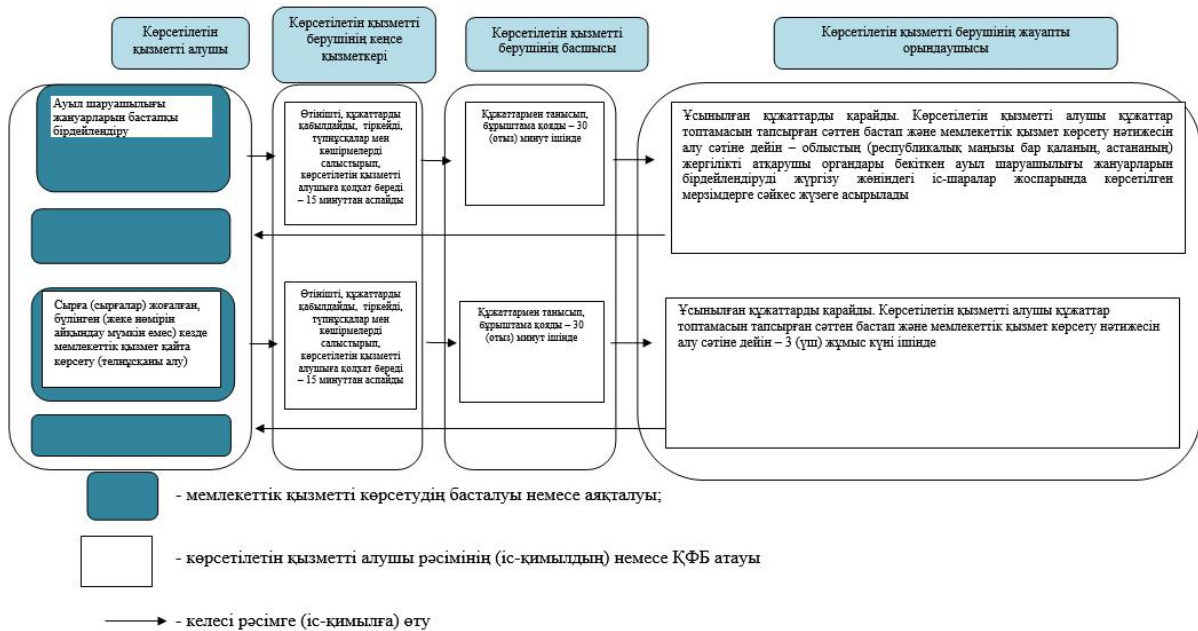 Көрсетілетін
қызметті алушы
Көрсетілетін қызметті
берушінің кеңсе
қызметкері
Көрсетілетін қызметті
берушінің басшысы
Көрсетілетін қызметті берушінің жауапты
орындаушысы
Ауыл шаруашылығы
жануарларын бастапқы
бірдейлендіру
Өтінішті, құжаттарды
қабылдайды, тіркейді,
түпнұсқалар мен
көшірмелерді
салыстырып,
көрсетілетін қызметті
алушыға қолхат береді
– 15 минуттан аспайды
Құжаттармен танысып,
бұрыштама қояды – 30
(отыз) минут ішінде
Ұсынылған құжаттарды қарайды. Көрсетілетін қызметті алушы құжаттар
топтамасын тапсырған сәттен бастап және мемлекеттік қызмет көрсету нәтижесін
алу сәтіне дейін – облыстың (республикалық маңызы бар қаланың, астананың)
жергілікті атқарушы органдары бекіткен ауыл шаруашылығы жануарларын
бірдейлендіруді жүргізу жөніндегі іс-шаралар жоспарында көрсетілген
мерзімдерге сәйкес жүзеге асырылады
Сырға (сырғалар) жоғалған,
бүлінген (жеке нөмірін
айқындау мүмкін емес) кезде
мемлекеттік қызмет қайта
көрсету (телнұсқаны алу)
Өтінішті, құжаттарды
қабылдайды, тіркейді,
түпнұсқалар мен
көшірмелерді
салыстырып,
көрсетілетін қызметті
алушыға қолхат береді
– 15 минуттан аспайды
Құжаттармен танысып,
бұрыштама қояды – 30
(отыз) минут ішінде
Ұсынылған құжаттарды қарайды. Көрсетілетін қызметті алушы құжаттар
топтамасын тапсырған сәттен бастап және мемлекеттік қызмет көрсету нәтижесін
алу сәтіне дейін – 3 (үш) жұмыс күні ішінде
- мемлекеттік қызметті көрсетудің басталуы немесе аяқталуы;
- көрсетілетін қызметті алушы рәсімінің (іс-қимылдың) немесе ҚФБ атауы
- келесі рәсімге (іс-қимылға) өту